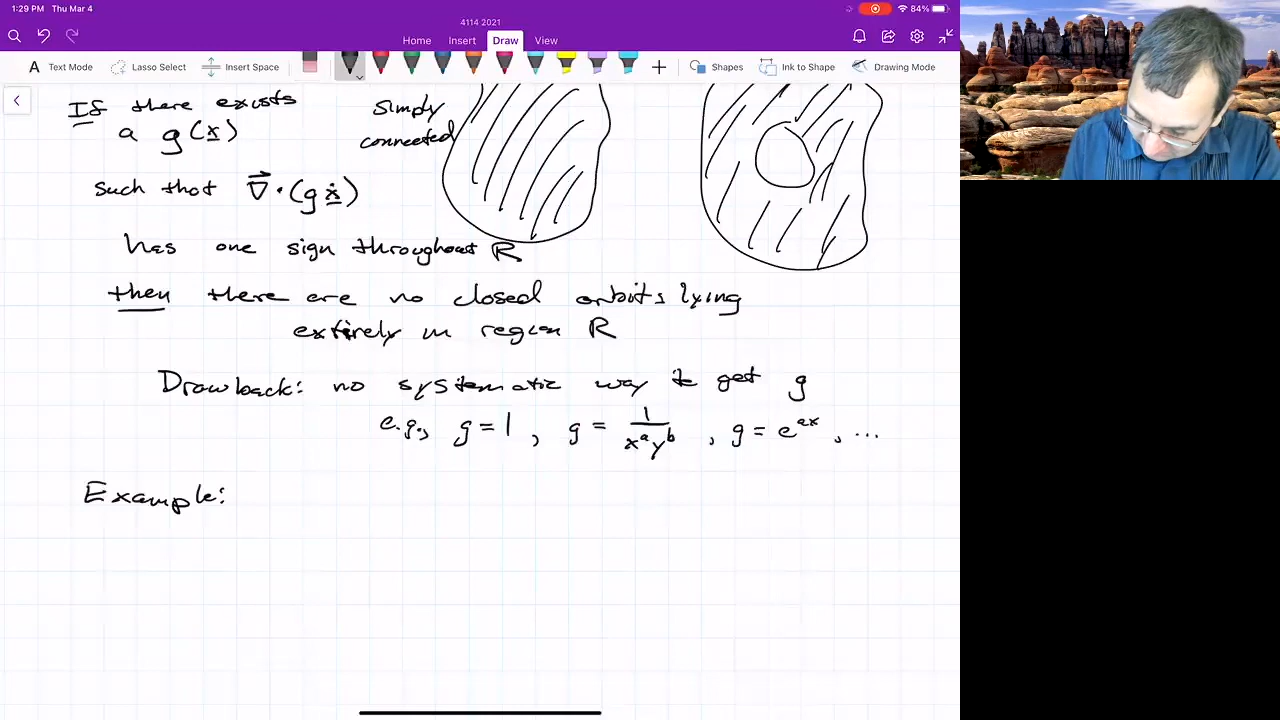 1:29 PM Thu Mar 4
84%
4114 2021
Home Insert Draw View
A Text Mode Lasso Select Insert Space Shapes Ink to Shape Drawing Mode
If there exists
a g(x)
simply
connected
such that ∇⃗·(gẋ)
has one sign throughout R
then there are no closed orbits lying
entirely in region R
Drawback: no systematic way to get g
e.g., g=1, g = 1/(x^a y^b), g = e^{ax}, ...
Example: